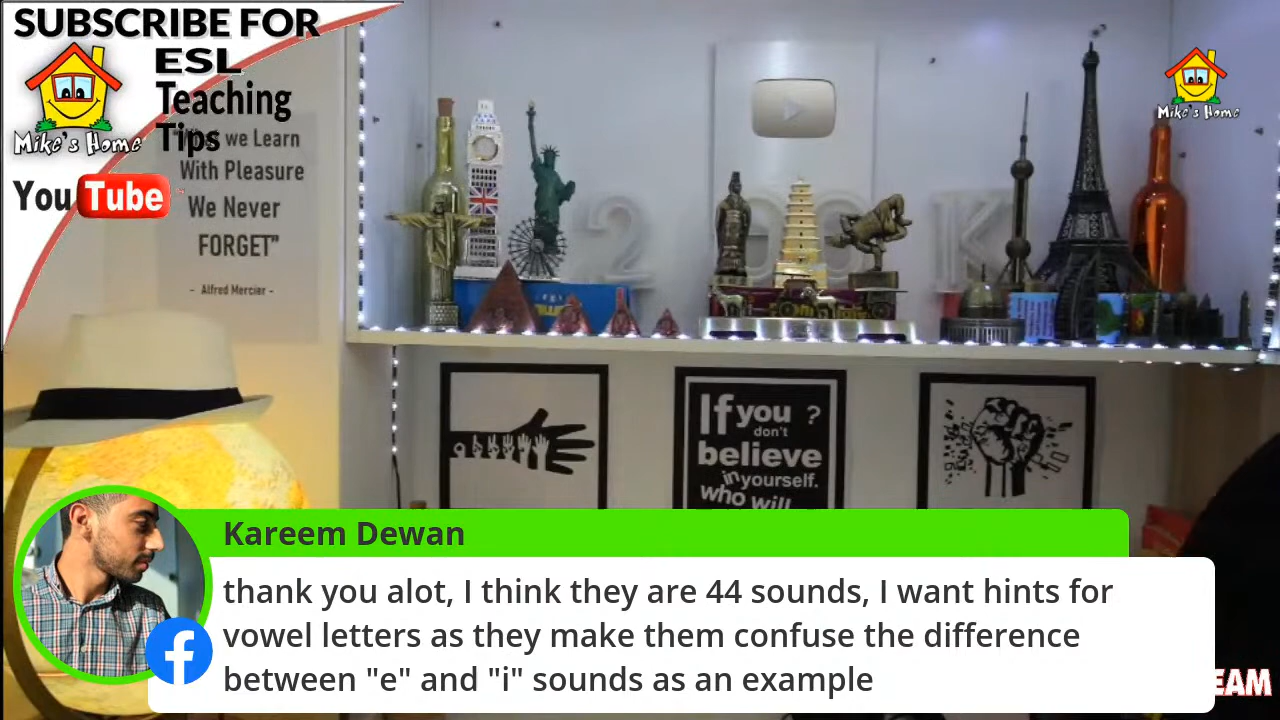 SUBSCRIBE FOR
ESL
Teaching
Tips
Mike's Home
YouTube
we Learn
With Pleasure
We Never
FORGET"
- Alfred Mercier -
Mike's Home
If you ?
don't
believe
in yourself.
who will
Kareem Dewan
thank you alot, I think they are 44 sounds, I want hints for
vowel letters as they make them confuse the difference
between "e" and "i" sounds as an example
EAM